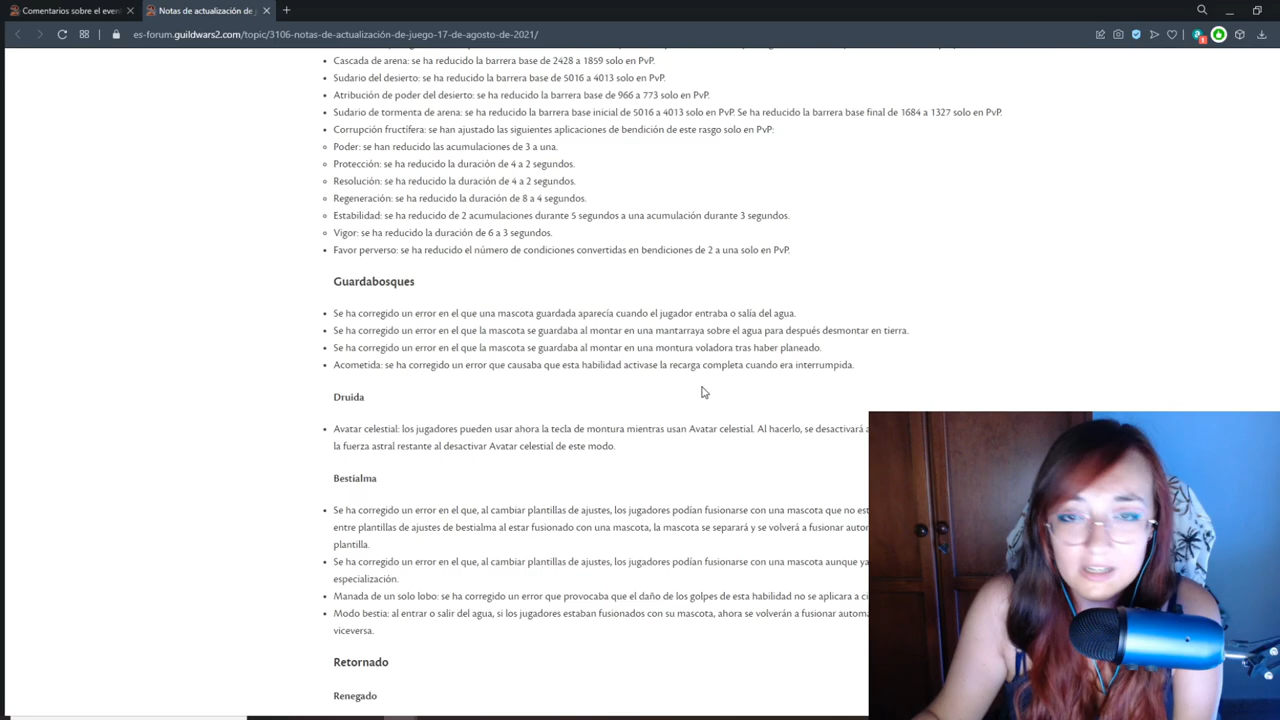 Comentarios sobre el even
Notas de actualización de j
es-forum.guildwars2.com/topic/3106-notas-de-actualización-de-juego-17-de-agosto-de-2021/
Cascada de arena: se ha reducido la barrera base de 2428 a 1859 solo en PvP.
Sudario del desierto: se ha reducido la barrera base de 5016 a 4013 solo en PvP.
Atribución de poder del desierto: se ha reducido la barrera base de 966 a 773 solo en PvP.
Sudario de tormenta de arena: se ha reducido la barrera base inicial de 5016 a 4013 solo en PvP. Se ha reducido la barrera base final de 1684 a 1327 solo en PvP.
Corrupción fructífera: se han ajustado las siguientes aplicaciones de bendición de este rasgo solo en PvP:
Poder: se han reducido las acumulaciones de 3 a una.
Protección: se ha reducido la duración de 4 a 2 segundos.
Resolución: se ha reducido la duración de 4 a 2 segundos.
Regeneración: se ha reducido la duración de 8 a 4 segundos.
Estabilidad: se ha reducido de 2 acumulaciones durante 5 segundos a una acumulación durante 3 segundos.
Vigor: se ha reducido la duración de 6 a 3 segundos.
Favor perverso: se ha reducido el número de condiciones convertidas en bendiciones de 2 a una solo en PvP.
Guardabosques
Se ha corregido un error en el que una mascota guardada aparecía cuando el jugador entraba o salía del agua.
Se ha corregido un error en el que la mascota se guardaba al montar en una mantarraya sobre el agua para después desmontar en tierra.
Se ha corregido un error en el que la mascota se guardaba al montar en una montura voladora tras haber planeado.
Acometida: se ha corregido un error que causaba que esta habilidad activase la recarga completa cuando era interrumpida.
Druida
Avatar celestial: los jugadores pueden usar ahora la tecla de montura mientras usan Avatar celestial. Al hacerlo, se desactivará a
la fuerza astral restante al desactivar Avatar celestial de este modo.
Bestialma
Se ha corregido un error en el que, al cambiar plantillas de ajustes, los jugadores podían fusionarse con una mascota que no est
entre plantillas de ajustes de bestialma al estar fusionado con una mascota, la mascota se separará y se volverá a fusionar autor
plantilla.
Se ha corregido un error en el que, al cambiar plantillas de ajustes, los jugadores podían fusionarse con una mascota aunque ya
especialización.
Manada de un solo lobo: se ha corregido un error que provocaba que el daño de los golpes de esta habilidad no se aplicara a ci
Modo bestia: al entrar o salir del agua, si los jugadores estaban fusionados con su mascota, ahora se volverán a fusionar automa
viceversa.
Retornado
Renegado